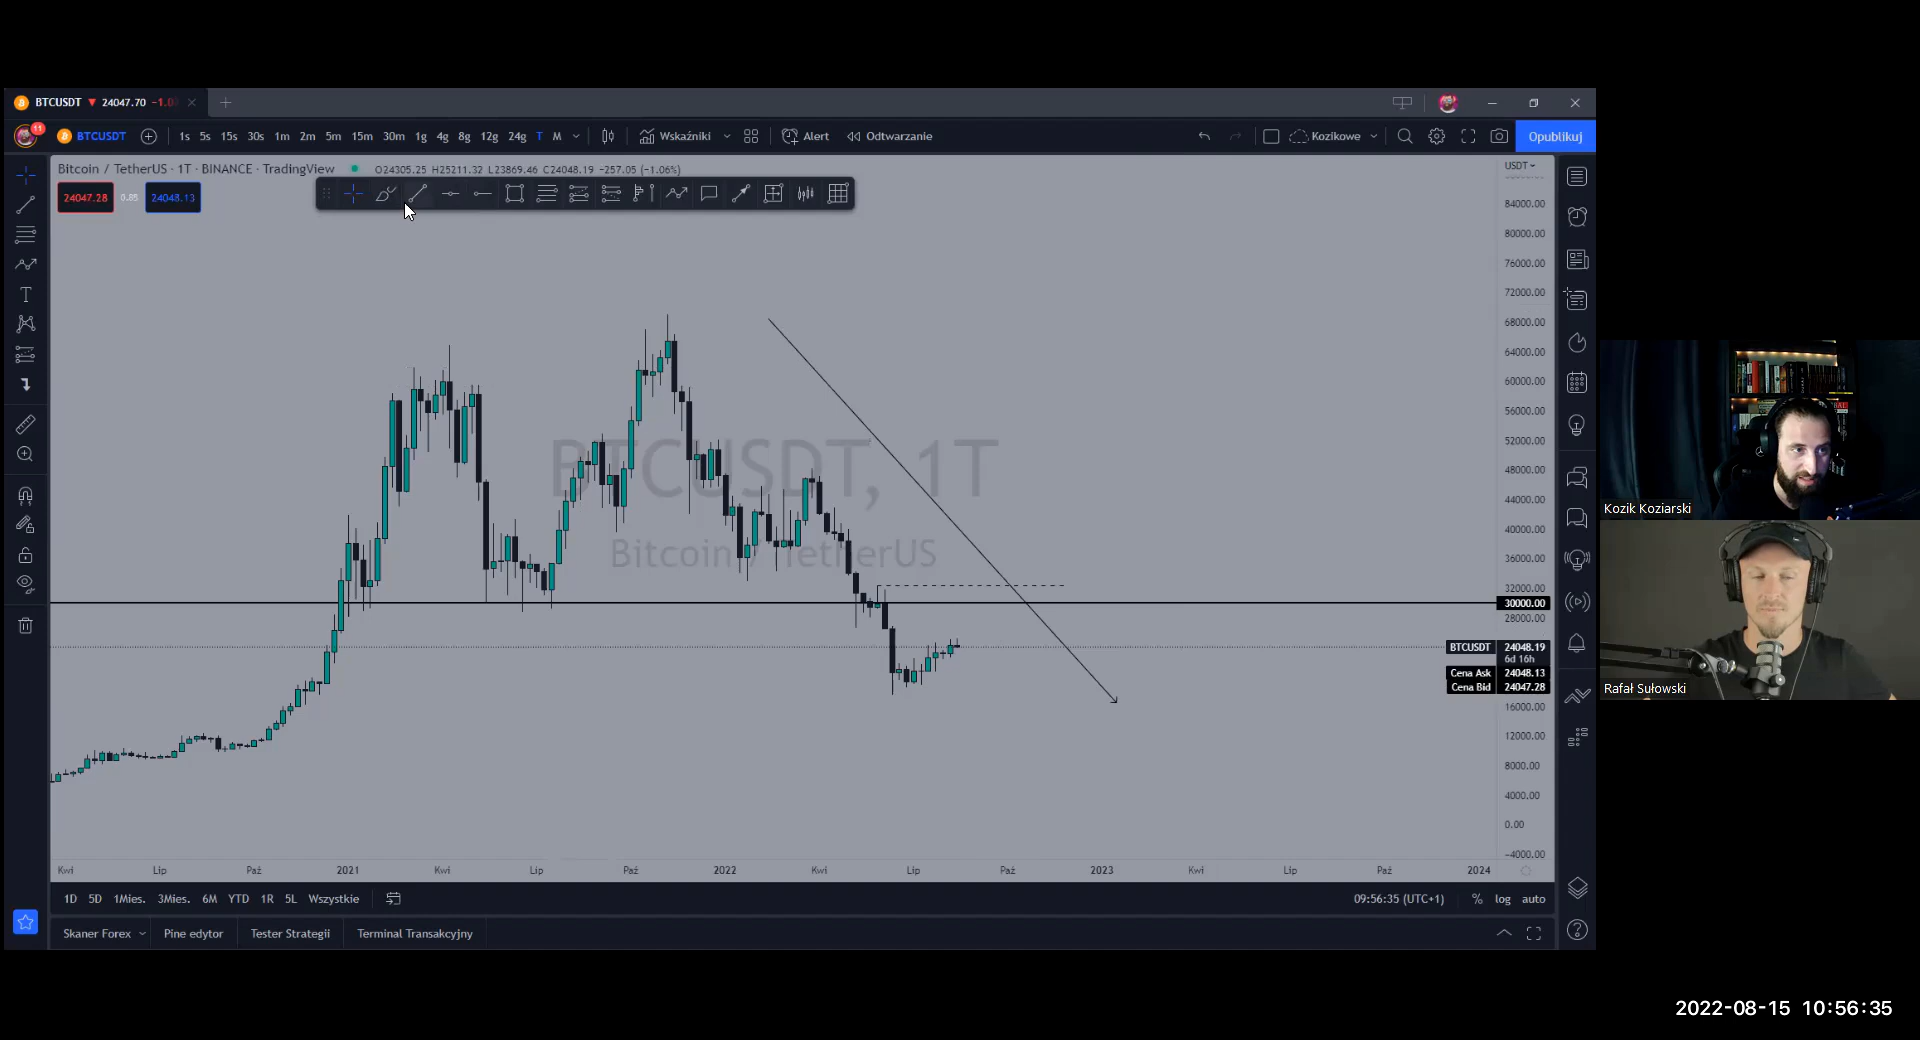 BTCUSDT ▼ 24047.70 -1.0
11
BTCUSDT 1s 5s 15s 30s 1m 2m 5m 15m 30m 1g 4g 8g 12g 24g T M Wskaźniki Alert Odtwarzanie Kozikowe Opublikuj
Bitcoin / TetherUS · 1T · BINANCE · TradingView O24305.25 H25211.32 L23869.46 C24048.19 -257.05 (-1.06%)
USDT
24047.28 0.85 24048.13
84000.00
80000.00
76000.00
72000.00
68000.00
64000.00
60000.00
56000.00
52000.00
BTCUSDT, 1T
48000.00
44000.00
40000.00
Bitcoin / TetherUS
36000.00
32000.00
30000.00
28000.00
BTCUSDT 24048.19
6d 16h
Cena Ask 24048.13
Cena Bid 24047.28
16000.00
12000.00
8000.00
4000.00
0.00
-4000.00
Kwi Lip Paź 2021 Kwi Lip Paź 2022 Kwi Lip Paź 2023 Kwi Lip Paź 2024
1D 5D 1Mies. 3Mies. 6M YTD 1R 5L Wszystkie 09:56:35 (UTC+1) % log auto
Skaner Forex Pine edytor Tester Strategii Terminal Transakcyjny
Kozik Koziarski
Rafał Sułowski
2022-08-15 10:56:35